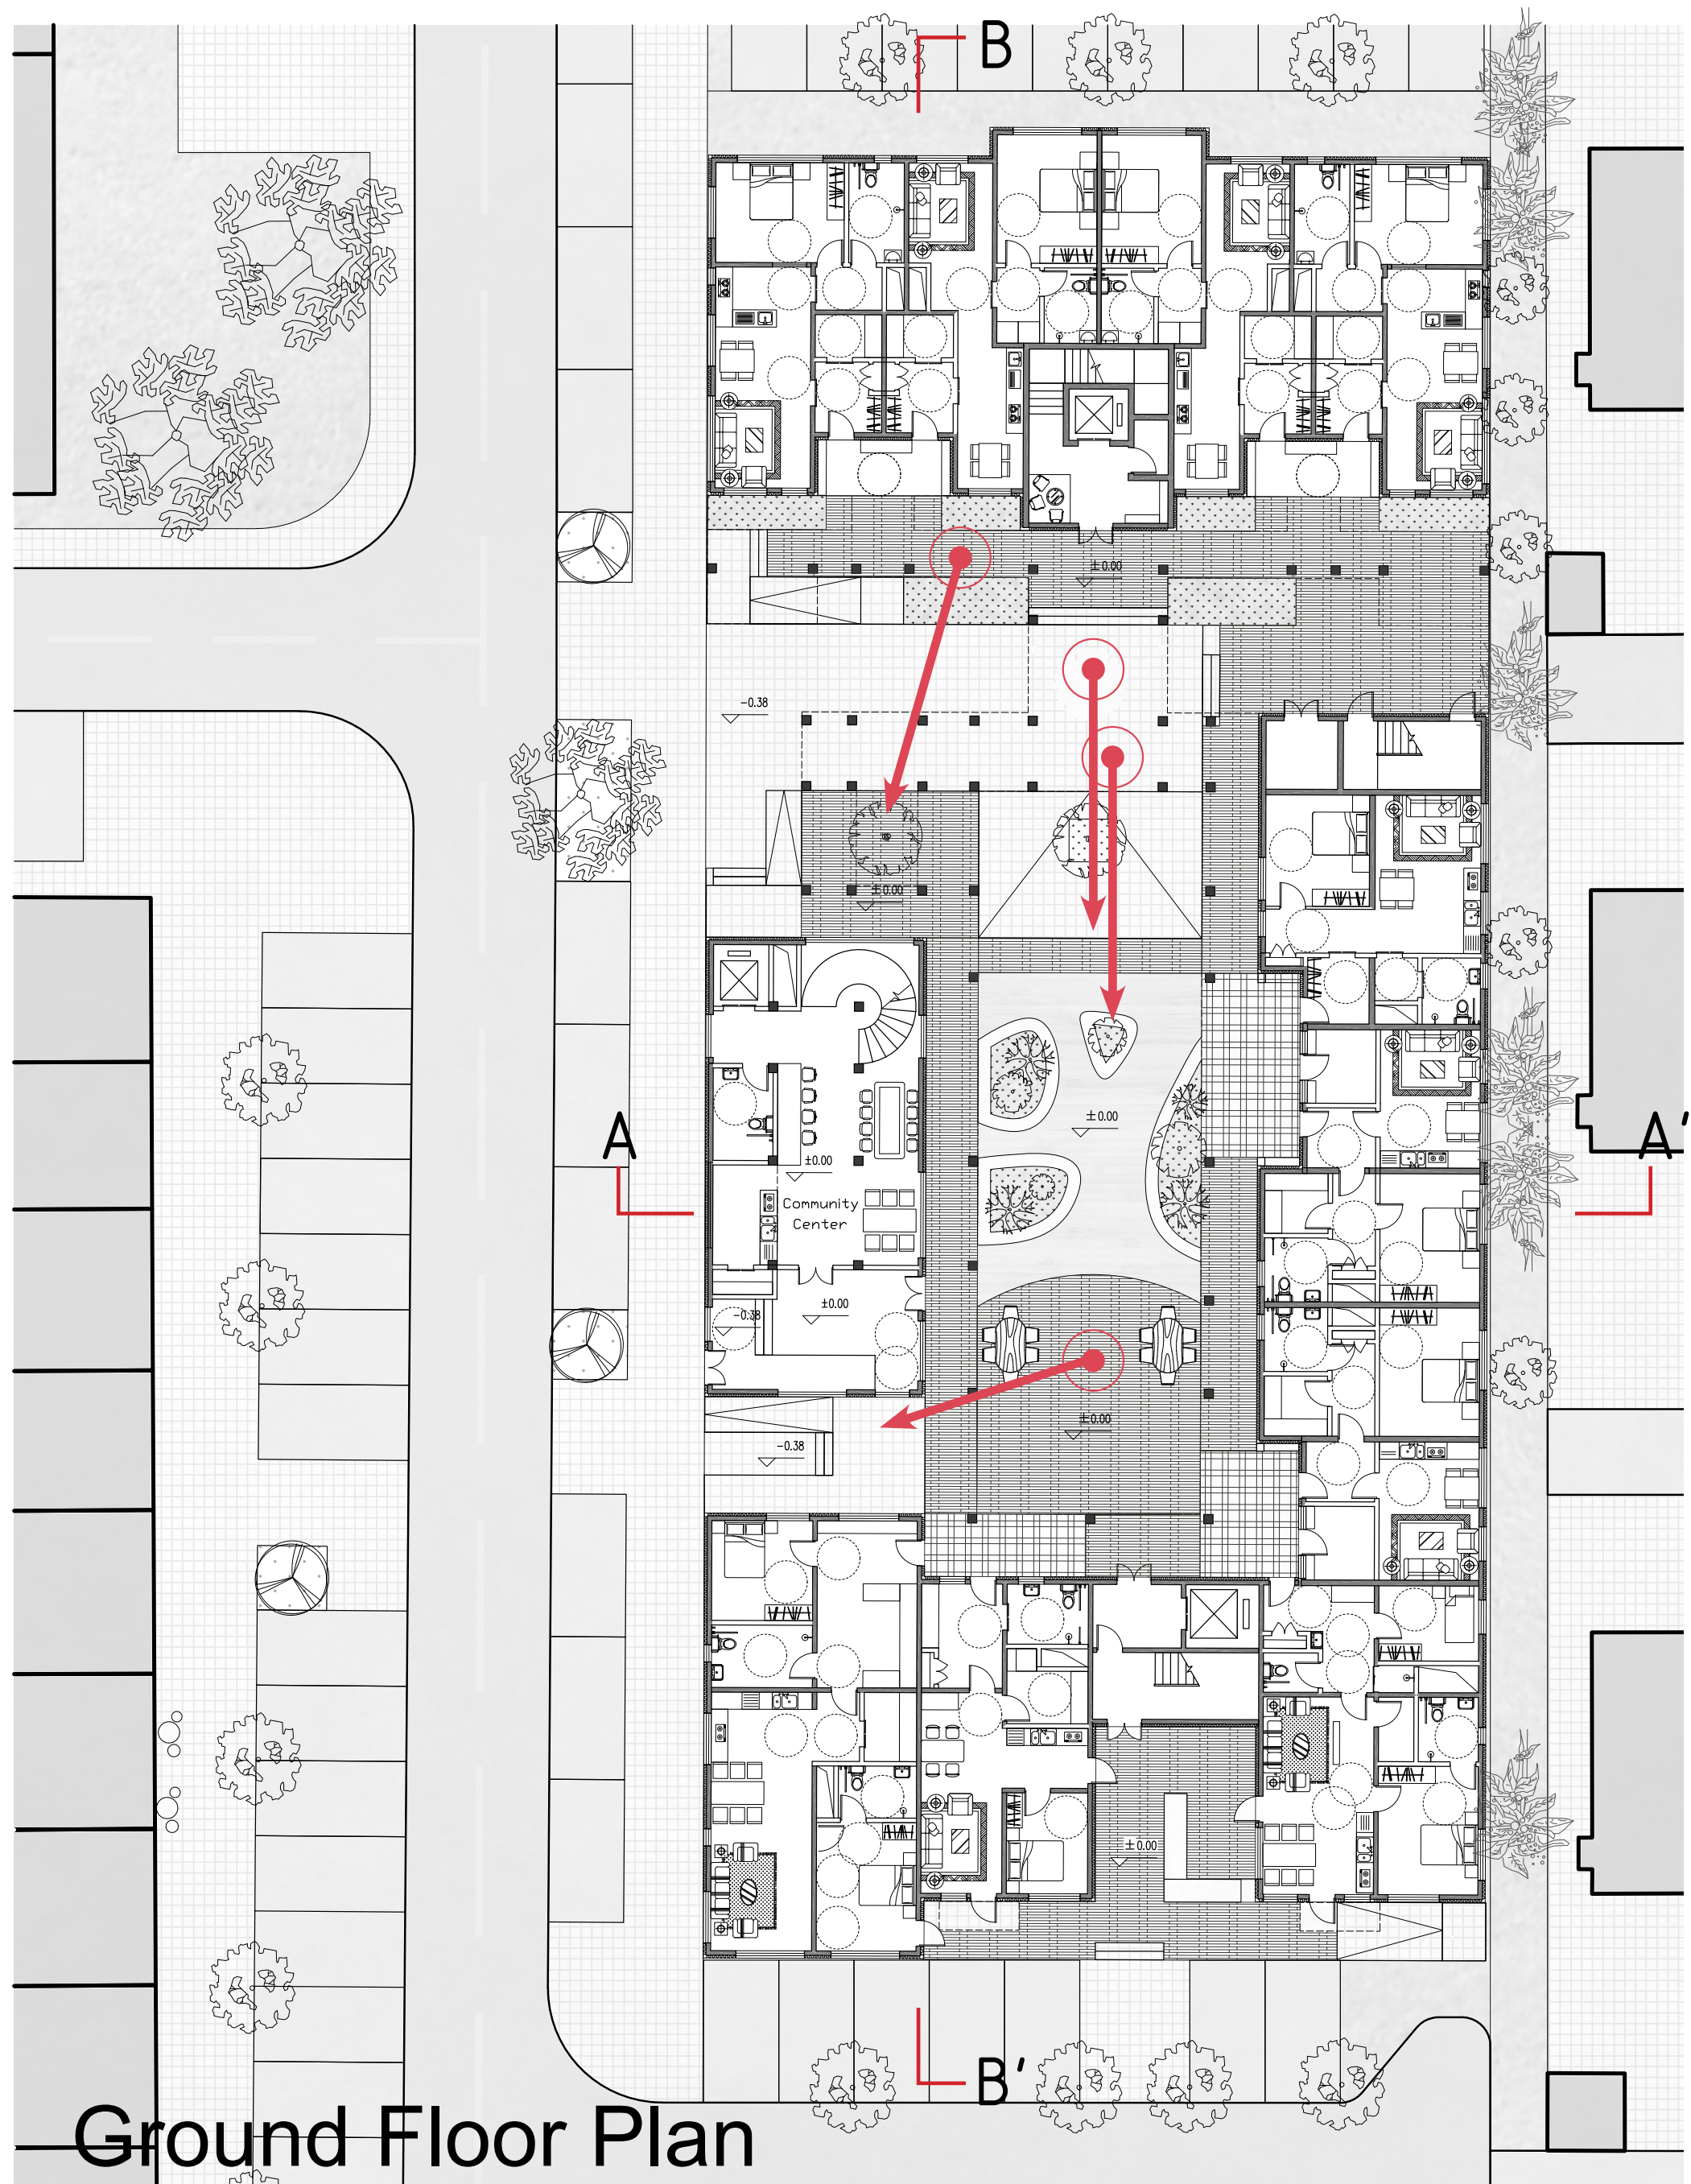 B
±0.00
-0.38
±0.00
A
A'
±0.00
±0.00
Community
Center
±0.00
-0.38
±0.00
-0.38
±0.00
B'
Ground Floor Plan